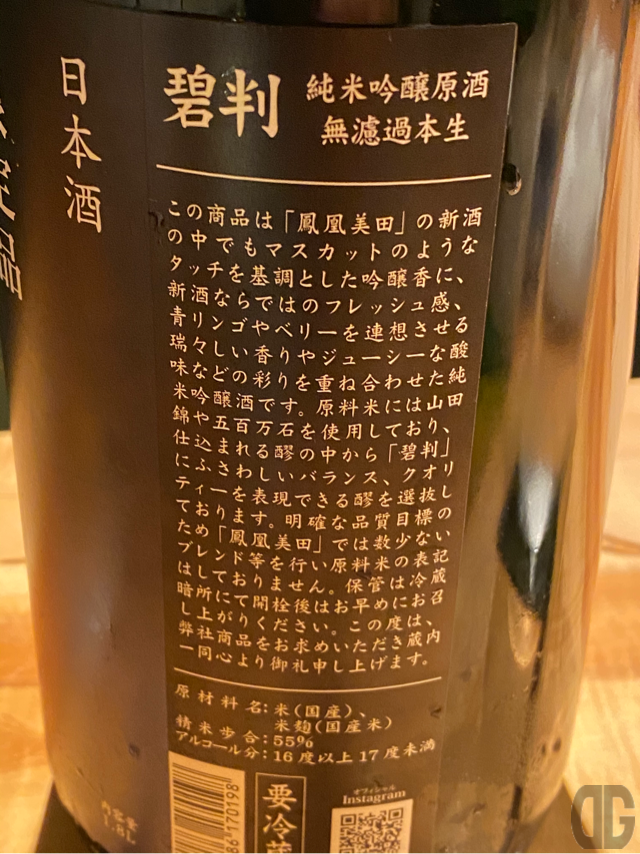 日本酒
定品
碧判
純米吟醸原酒
無濾過本生
この商品は「鳳凰美田」の新酒
の中でもマスカットのような
タッチを基調とした吟醸香に、
新酒ならではのフレッシュ感、
青リンゴやベリーを連想させる
瑞々しい香りやジューシーな酸
味などの彩りを重ね合わせた純
米吟醸酒です。原料米には山田
錦や五百万石を使用しており、
仕込まれる醪の中から「碧判」
にふさわしいバランス、クオリ
ティーを表現できる醪を選抜し
ております。明確な品質目標の
ため「鳳凰美田」では数少ない
ブレンド等を行い原料米の表記
はしておりません。保管は冷蔵
暗所にて開栓後はお早めにお召
し上がりください。この度は、
弊社商品をお求めいただき蔵内
一同心より御礼申し上げます。
原材料名:米(国産)、
米麹(国産米)
精米歩合:55%
アルコール分:16度以上17度未満
内容量
1.8L
86170198
要冷蔵
オフィシャル
Instagram
DG